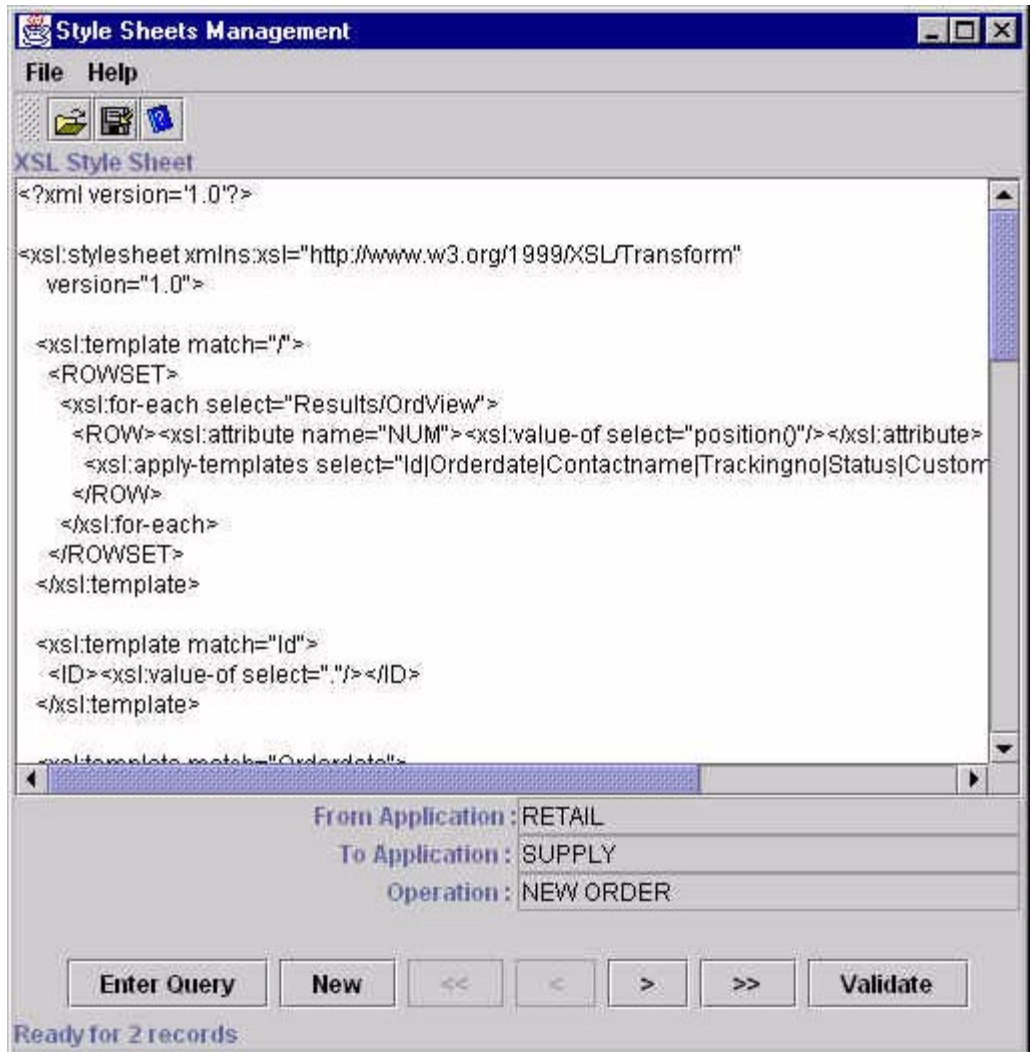 Style Sheets Management
File Help
XSL Style Sheet
<?xml version='1.0'?>
<xsl:stylesheet xmlns:xsl="http://www.w3.org/1999/XSL/Transform"
version="1.0">
<xsl:template match="/">
<ROWSET>
<xsl:for-each select="Results/OrdView">
<ROW><xsl:attribute name="NUM"><xsl:value-of select="position()"/></xsl:attribute>
<xsl:apply-templates select="Id|Orderdate|Contactname|Trackingno|Status|Custom
</ROW>
</xsl:for-each>
</ROWSET>
</xsl:template>
<xsl:template match="Id">
<ID><xsl:value-of select="."/></ID>
</xsl:template>
<xsl:template match="Orderdate">
From Application : RETAIL
To Application : SUPPLY
Operation : NEW ORDER
Enter Query New << < > >> Validate
Ready for 2 records